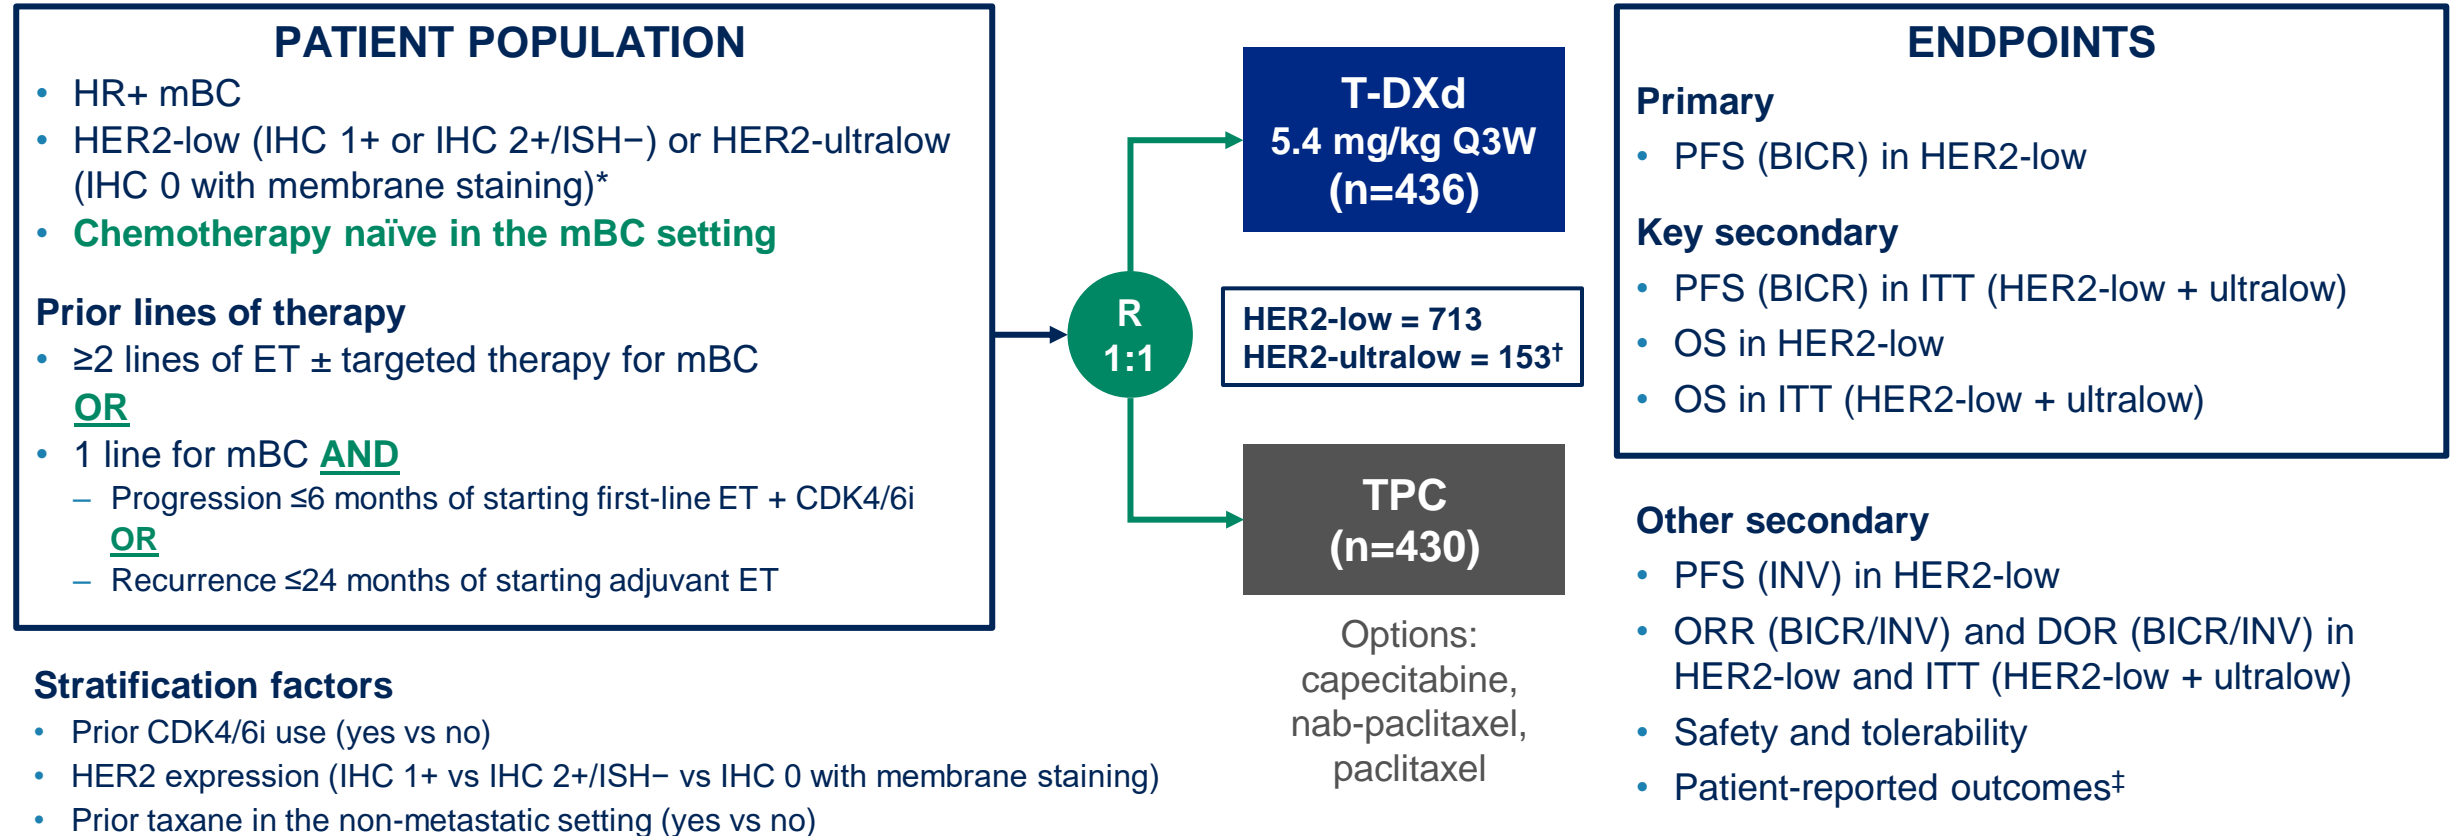 PATIENT POPULATION
• HR+ mBC
• HER2-low (IHC 1+ or IHC 2+/ISH−) or HER2-ultralow
(IHC 0 with membrane staining)*
• Chemotherapy naïve in the mBC setting
Prior lines of therapy
• ≥2 lines of ET ± targeted therapy for mBC
OR
• 1 line for mBC AND
– Progression ≤6 months of starting first-line ET + CDK4/6i
OR
– Recurrence ≤24 months of starting adjuvant ET
Stratification factors
• Prior CDK4/6i use (yes vs no)
• HER2 expression (IHC 1+ vs IHC 2+/ISH− vs IHC 0 with membrane staining)
• Prior taxane in the non-metastatic setting (yes vs no)
R
1:1
T-DXd
5.4 mg/kg Q3W
(n=436)
HER2-low = 713
HER2-ultralow = 153†
TPC
(n=430)
Options:
capecitabine,
nab-paclitaxel,
paclitaxel
ENDPOINTS
Primary
• PFS (BICR) in HER2-low
Key secondary
• PFS (BICR) in ITT (HER2-low + ultralow)
• OS in HER2-low
• OS in ITT (HER2-low + ultralow)
Other secondary
• PFS (INV) in HER2-low
• ORR (BICR/INV) and DOR (BICR/INV) in
HER2-low and ITT (HER2-low + ultralow)
• Safety and tolerability
• Patient-reported outcomes‡